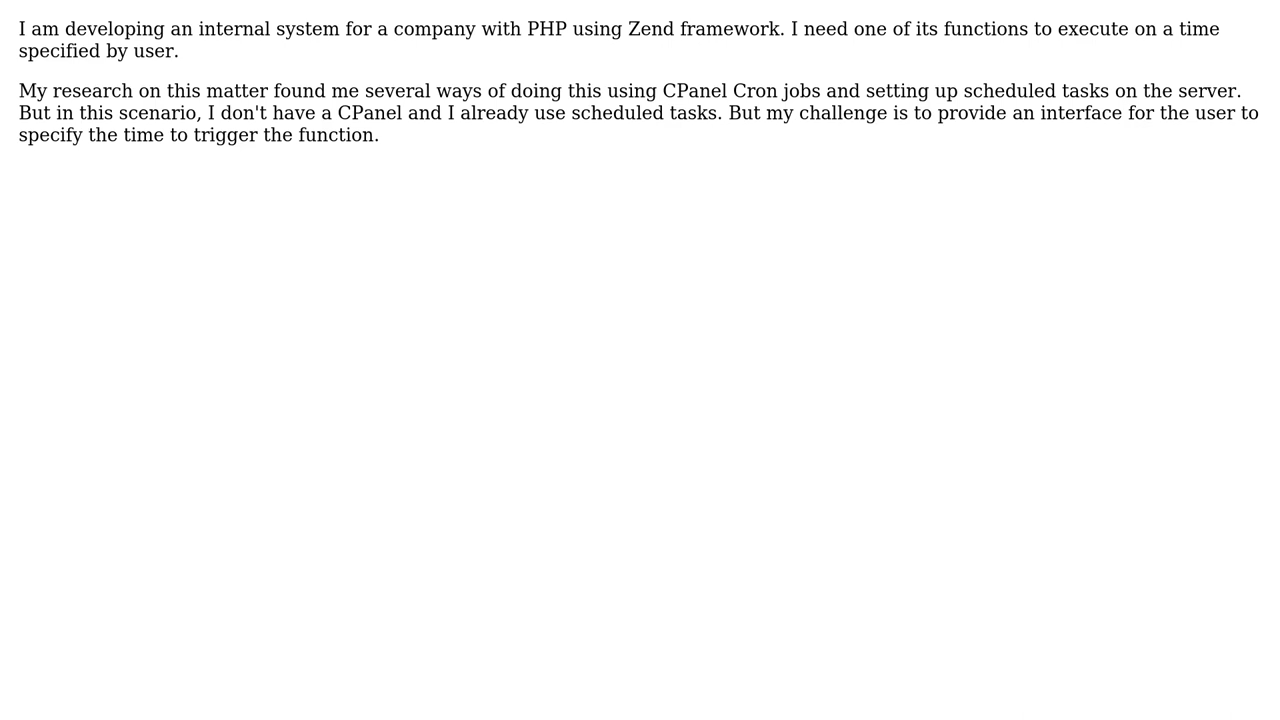 I am developing an internal system for a company with PHP using Zend framework. I need one of its functions to execute on a time
specified by user.
My research on this matter found me several ways of doing this using CPanel Cron jobs and setting up scheduled tasks on the server.
But in this scenario, I don't have a CPanel and I already use scheduled tasks. But my challenge is to provide an interface for the user to
specify the time to trigger the function.